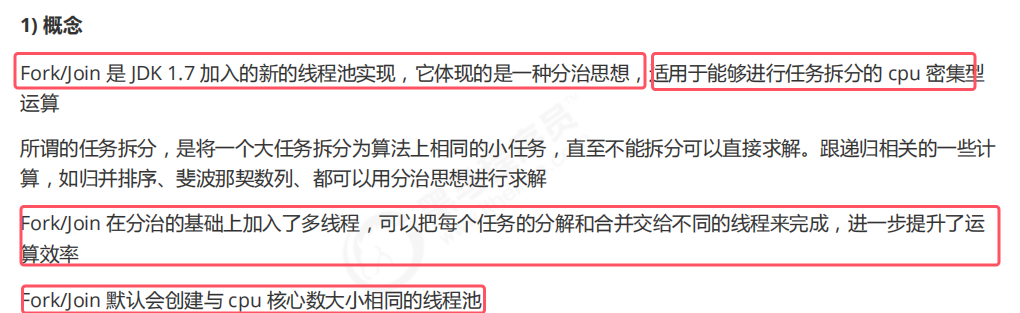 1) 概念
Fork/Join 是 JDK 1.7 加入的新的线程池实现，它体现的是一种分治思想，适用于能够进行任务拆分的 cpu 密集型
运算
所谓的任务拆分，是将一个大任务拆分为算法上相同的小任务，直至不能拆分可以直接求解。跟递归相关的一些计
算，如归并排序、斐波那契数列、都可以用分治思想进行求解
Fork/Join 在分治的基础上加入了多线程，可以把每个任务的分解和合并交给不同的线程来完成，进一步提升了运
算效率
Fork/Join 默认会创建与 cpu 核心数大小相同的线程池